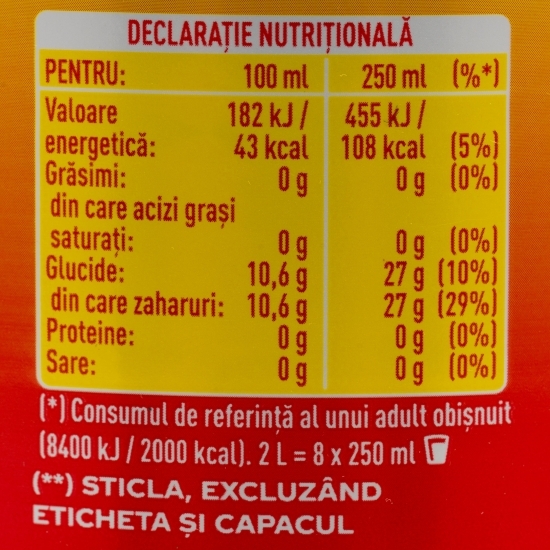 DECLARAȚIE NUTRIȚIONALĂ
PENTRU: 100 ml 250 ml (%*)
Valoare 182 kJ / 455 kJ /
energetică: 43 kcal 108 kcal (5%)
Grăsimi: 0 g 0 g (0%)
din care acizi grași
saturați: 0 g 0 g (0%)
Glucide: 10,6 g 27 g (10%)
din care zaharuri: 10,6 g 27 g (29%)
Proteine: 0 g 0 g (0%)
Sare: 0 g 0 g (0%)
(*) Consumul de referință al unui adult obișnuit
(8400 kJ / 2000 kcal). 2 L = 8 x 250 ml
(**) STICLA, EXCLUZÂND
ETICHETA ȘI CAPACUL